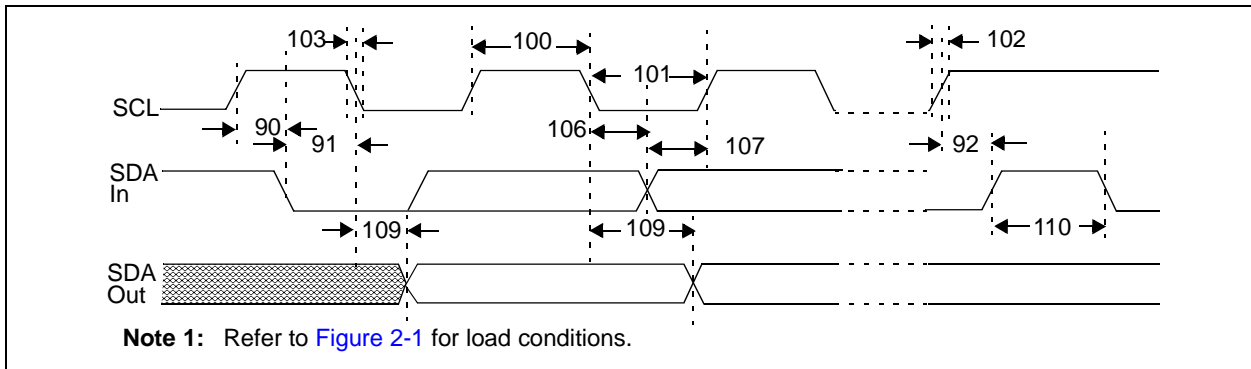 103
100
102
101
SCL
90
91
106
107
92
SDA
In
109
109
110
SDA
Out
Note 1: Refer to Figure 2-1 for load conditions.